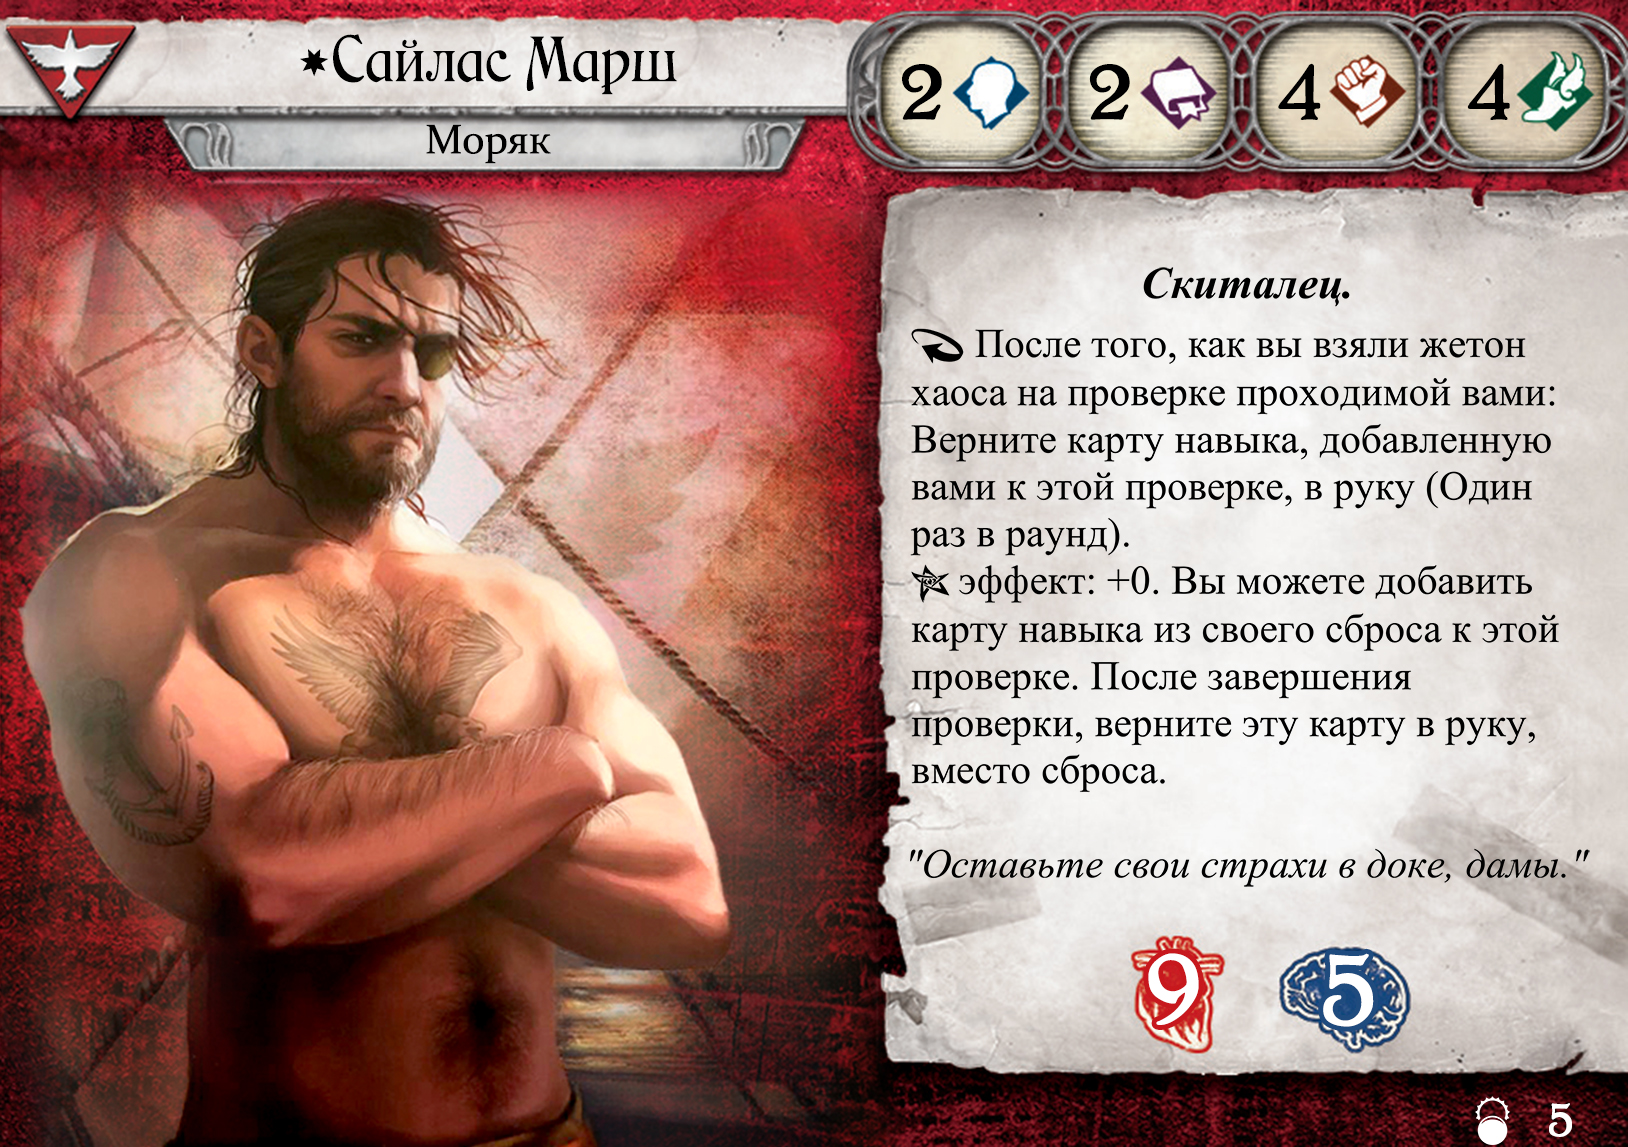 Сайлас Марш
2 2 4 4
Моряк
Скиталец.
После того, как вы взяли жетон
хаоса на проверке проходимой вами:
Верните карту навыка, добавленную
вами к этой проверке, в руку (Один
раз в раунд).
эффект: +0. Вы можете добавить
карту навыка из своего сброса к этой
проверке. После завершения
проверки, верните эту карту в руку,
вместо сброса.
"Оставьте свои страхи в доке, дамы."
9 5
5